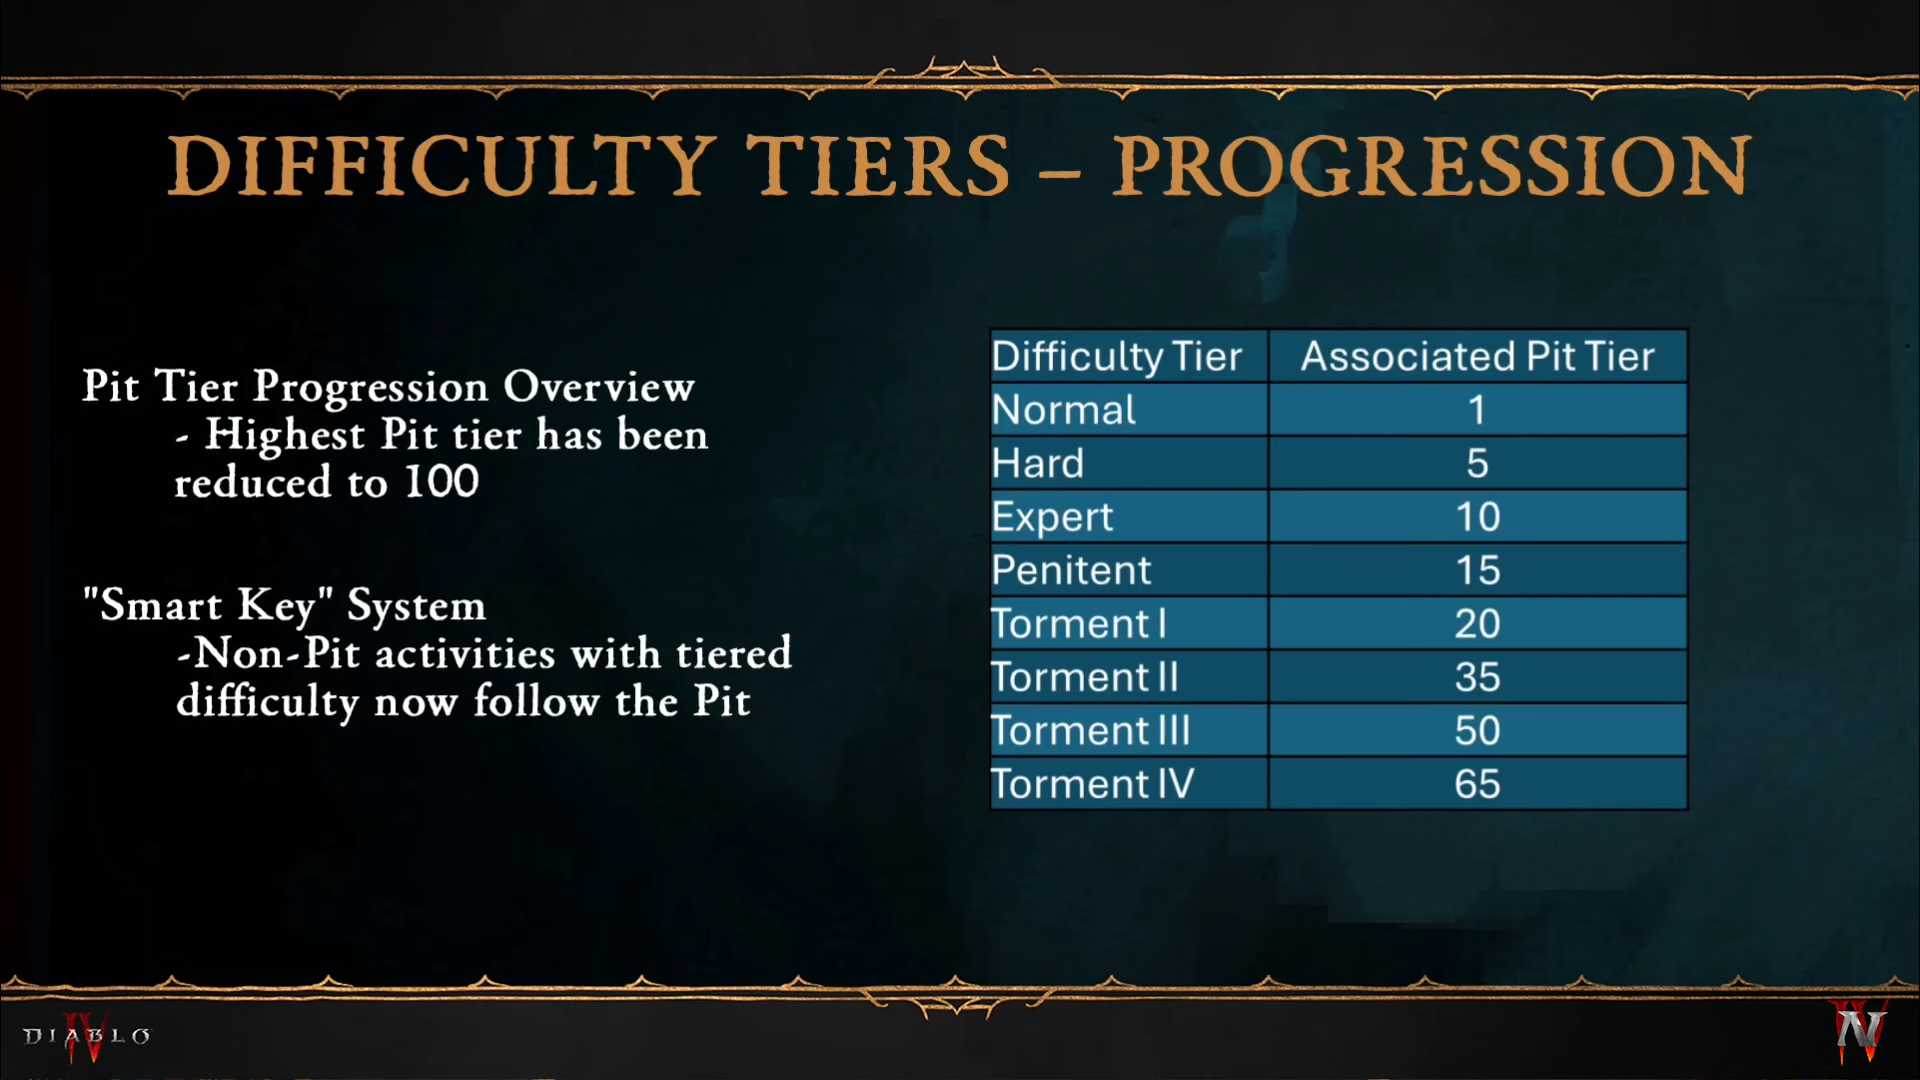 DIFFICULTY TIERS – PROGRESSION
Pit Tier Progression Overview
- Highest Pit tier has been
reduced to 100
"Smart Key" System
-Non-Pit activities with tiered
difficulty now follow the Pit
Difficulty Tier Associated Pit Tier
Normal 1
Hard 5
Expert 10
Penitent 15
Torment I 20
Torment II 35
Torment III 50
Torment IV 65
DIABLO IV
N